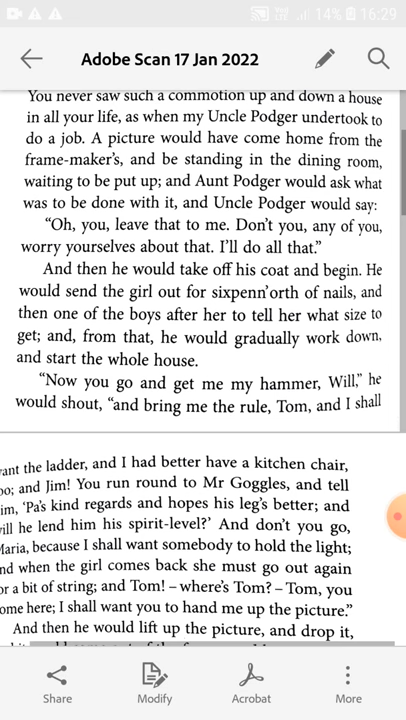 14% 16:29
Adobe Scan 17 Jan 2022
You never saw such a commotion up and down a house
in all your life, as when my Uncle Podger undertook to
do a job. A picture would have come home from the
frame-maker’s, and be standing in the dining room,
waiting to be put up; and Aunt Podger would ask what
was to be done with it, and Uncle Podger would say:
“Oh, you, leave that to me. Don’t you, any of you,
worry yourselves about that. I’ll do all that.”
And then he would take off his coat and begin. He
would send the girl out for sixpenn’orth of nails, and
then one of the boys after her to tell her what size to
get; and, from that, he would gradually work down,
and start the whole house.
“Now you go and get me my hammer, Will,” he
would shout, “and bring me the rule, Tom, and I shall
ant the ladder, and I had better have a kitchen chair,
oo; and Jim! You run round to Mr Goggles, and tell
im, ‘Pa’s kind regards and hopes his leg’s better; and
ill he lend him his spirit-level?’ And don’t you go,
Maria, because I shall want somebody to hold the light;
nd when the girl comes back she must go out again
or a bit of string; and Tom! – where’s Tom? – Tom, you
ome here; I shall want you to hand me up the picture.”
And then he would lift up the picture, and drop it,
Share Modify Acrobat More